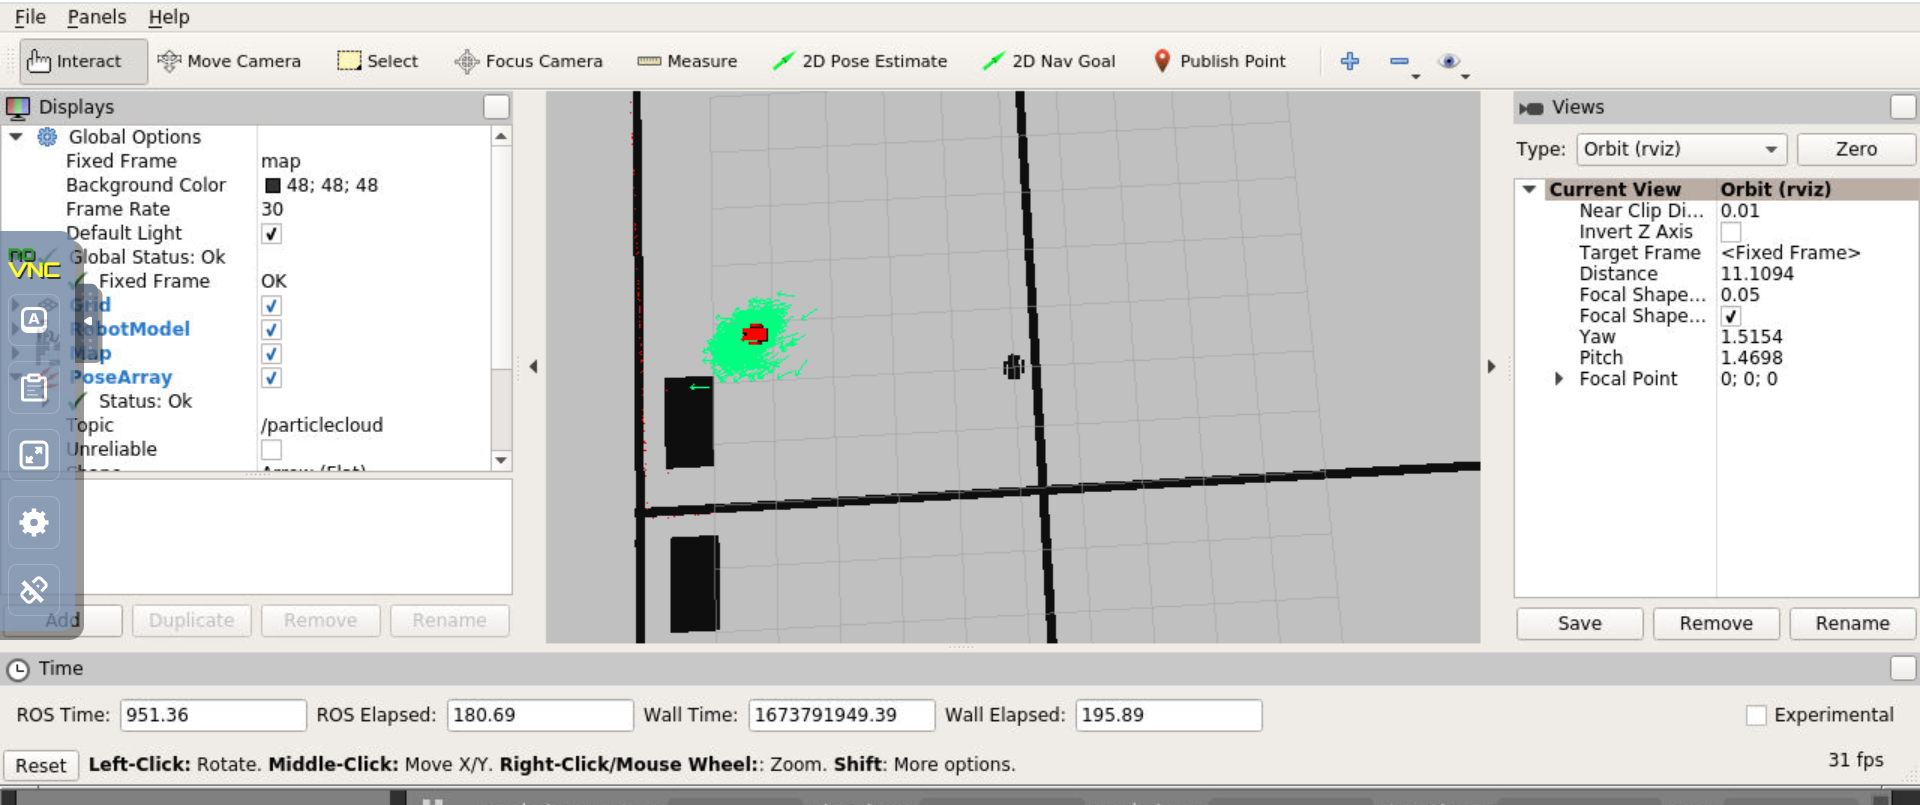 File Panels Help
Interact Move Camera Select Focus Camera Measure 2D Pose Estimate 2D Nav Goal Publish Point
Displays
Global Options
Fixed Frame map
Background Color 48; 48; 48
Frame Rate 30
Default Light
Global Status: Ok
Fixed Frame OK
Grid
RobotModel
Map
PoseArray
Status: Ok
Topic /particlecloud
Unreliable
Shape Arrow (Flat)
no
VNC
A
Add Duplicate Remove Rename
Views
Type: Orbit (rviz) Zero
Current View Orbit (rviz)
Near Clip Di... 0.01
Invert Z Axis
Target Frame <Fixed Frame>
Distance 11.1094
Focal Shape... 0.05
Focal Shape...
Yaw 1.5154
Pitch 1.4698
Focal Point 0; 0; 0
Save Remove Rename
Time
ROS Time: 951.36 ROS Elapsed: 180.69 Wall Time: 1673791949.39 Wall Elapsed: 195.89 Experimental
Reset Left-Click: Rotate. Middle-Click: Move X/Y. Right-Click/Mouse Wheel:: Zoom. Shift: More options. 31 fps